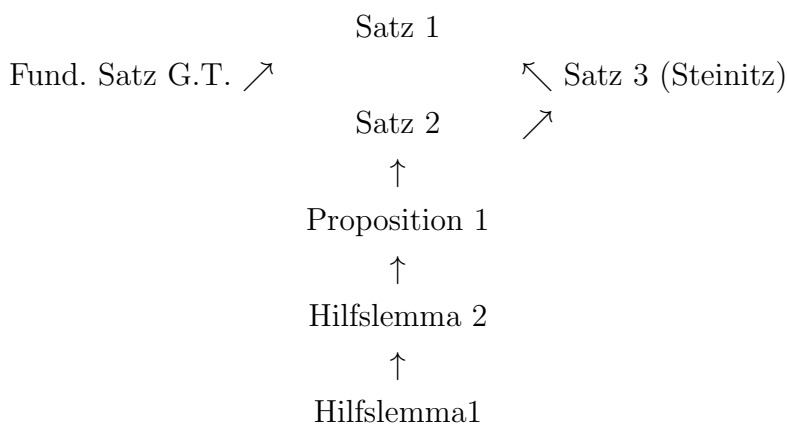 Satz 1
Fund. Satz G.T. ↗ ↖ Satz 3 (Steinitz)
Satz 2 ↗
↑
Proposition 1
↑
Hilfslemma 2
↑
Hilfslemma1